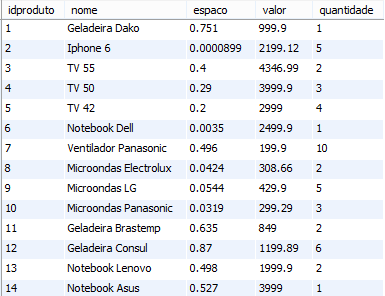 idproduto nome espaco valor quantidade
1 Geladeira Dako 0.751 999.9 1
2 Iphone 6 0.0000899 2199.12 5
3 TV 55 0.4 4346.99 2
4 TV 50 0.29 3999.9 3
5 TV 42 0.2 2999 4
6 Notebook Dell 0.0035 2499.9 1
7 Ventilador Panasonic 0.496 199.9 10
8 Microondas Electrolux 0.0424 308.66 2
9 Microondas LG 0.0544 429.9 5
10 Microondas Panasonic 0.0319 299.29 3
11 Geladeira Brastemp 0.635 849 2
12 Geladeira Consul 0.87 1199.89 6
13 Notebook Lenovo 0.498 1999.9 2
14 Notebook Asus 0.527 3999 1